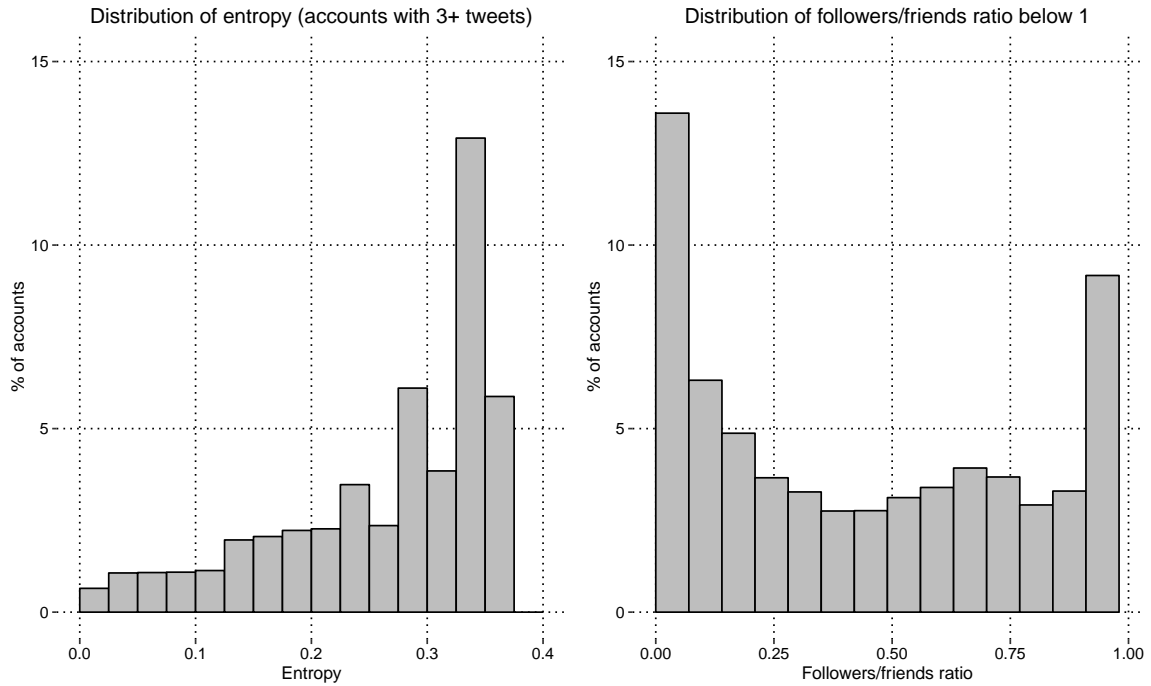 Distribution of entropy (accounts with 3+ tweets)
15
10
5
0
% of accounts
0.0 0.1 0.2 0.3 0.4
Entropy
Distribution of followers/friends ratio below 1
15
10
5
0
% of accounts
0.00 0.25 0.50 0.75 1.00
Followers/friends ratio